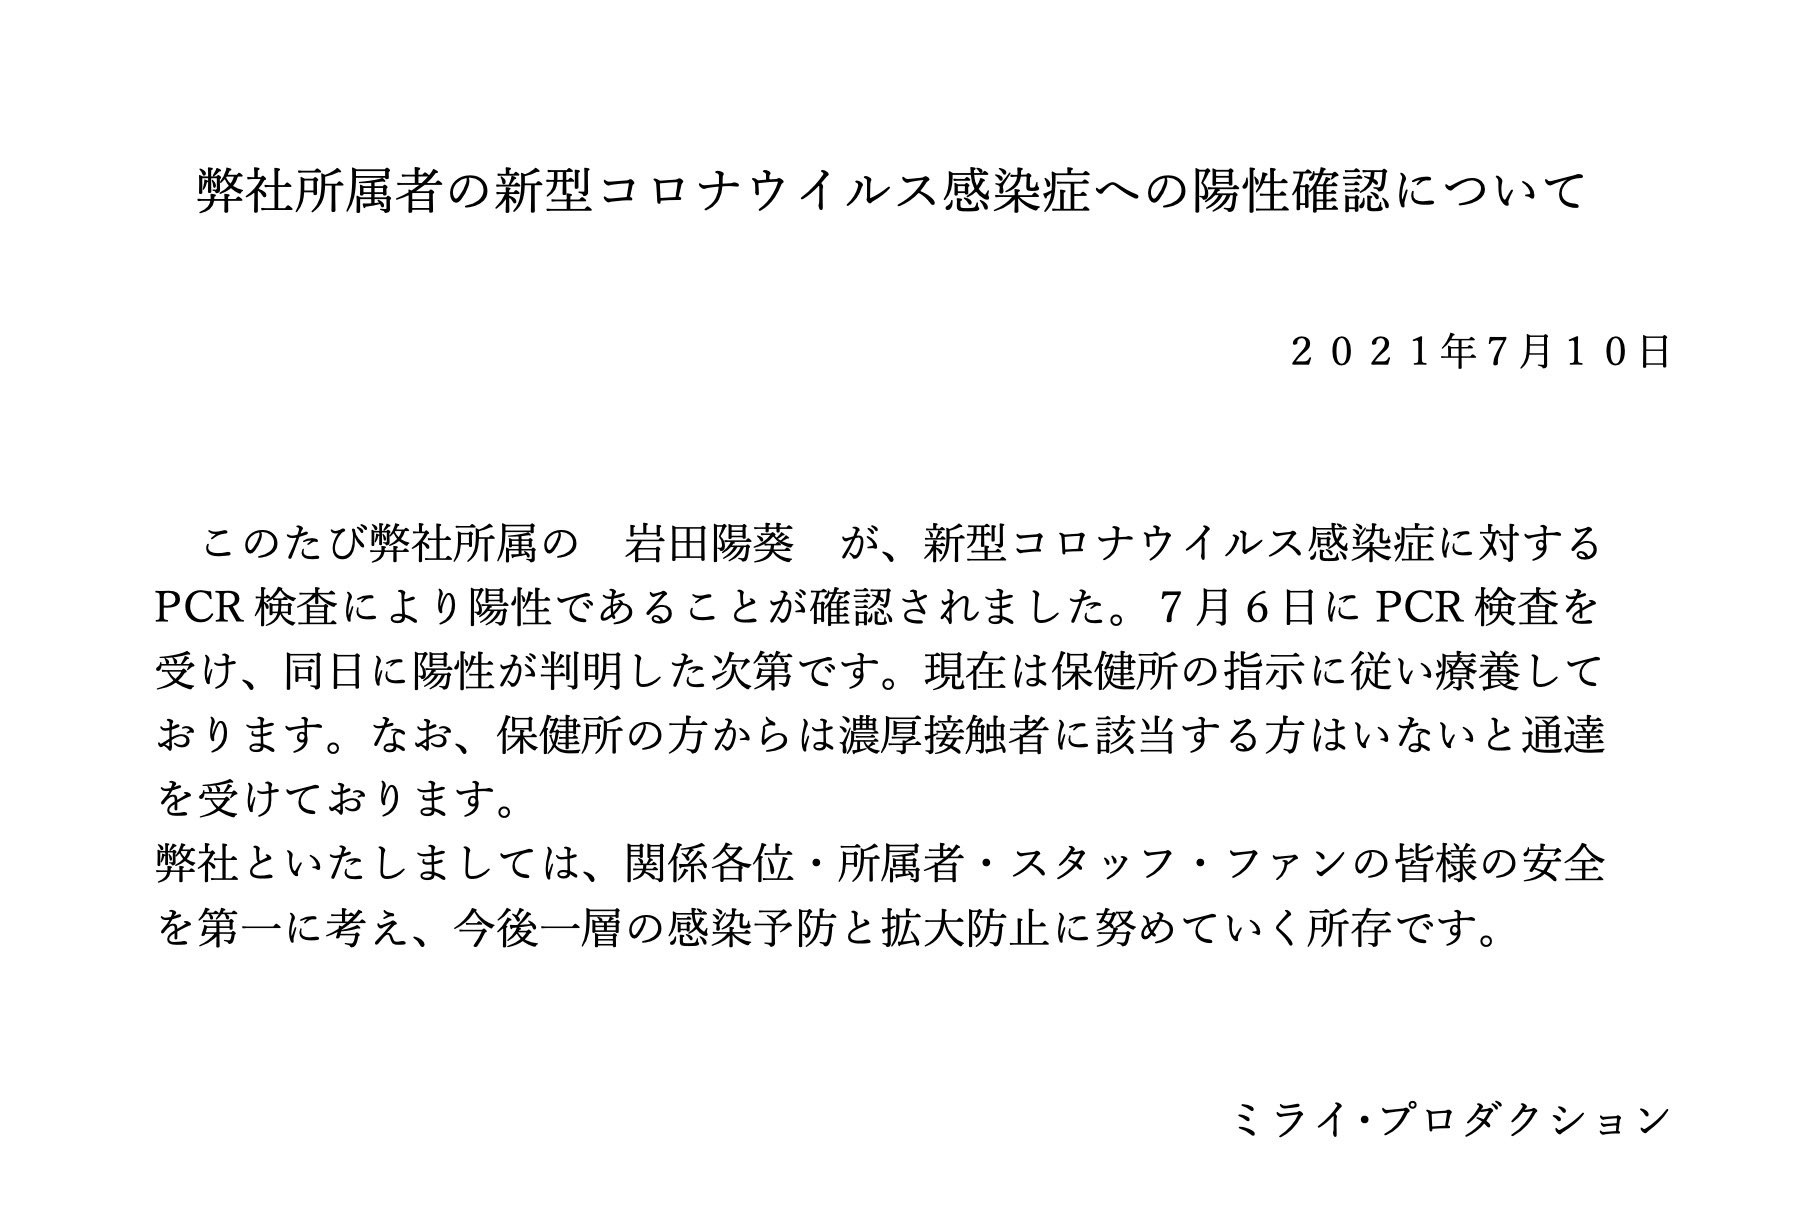 弊社所属者の新型コロナウイルス感染症への陽性確認について
２０２１年７月１０日
　このたび弊社所属の　岩田陽葵　が、新型コロナウイルス感染症に対する
PCR 検査により陽性であることが確認されました。７月６日に PCR 検査を
受け、同日に陽性が判明した次第です。現在は保健所の指示に従い療養して
おります。なお、保健所の方からは濃厚接触者に該当する方はいないと通達
を受けております。
弊社といたしましては、関係各位・所属者・スタッフ・ファンの皆様の安全
を第一に考え、今後一層の感染予防と拡大防止に努めていく所存です。
ミライ・プロダクション